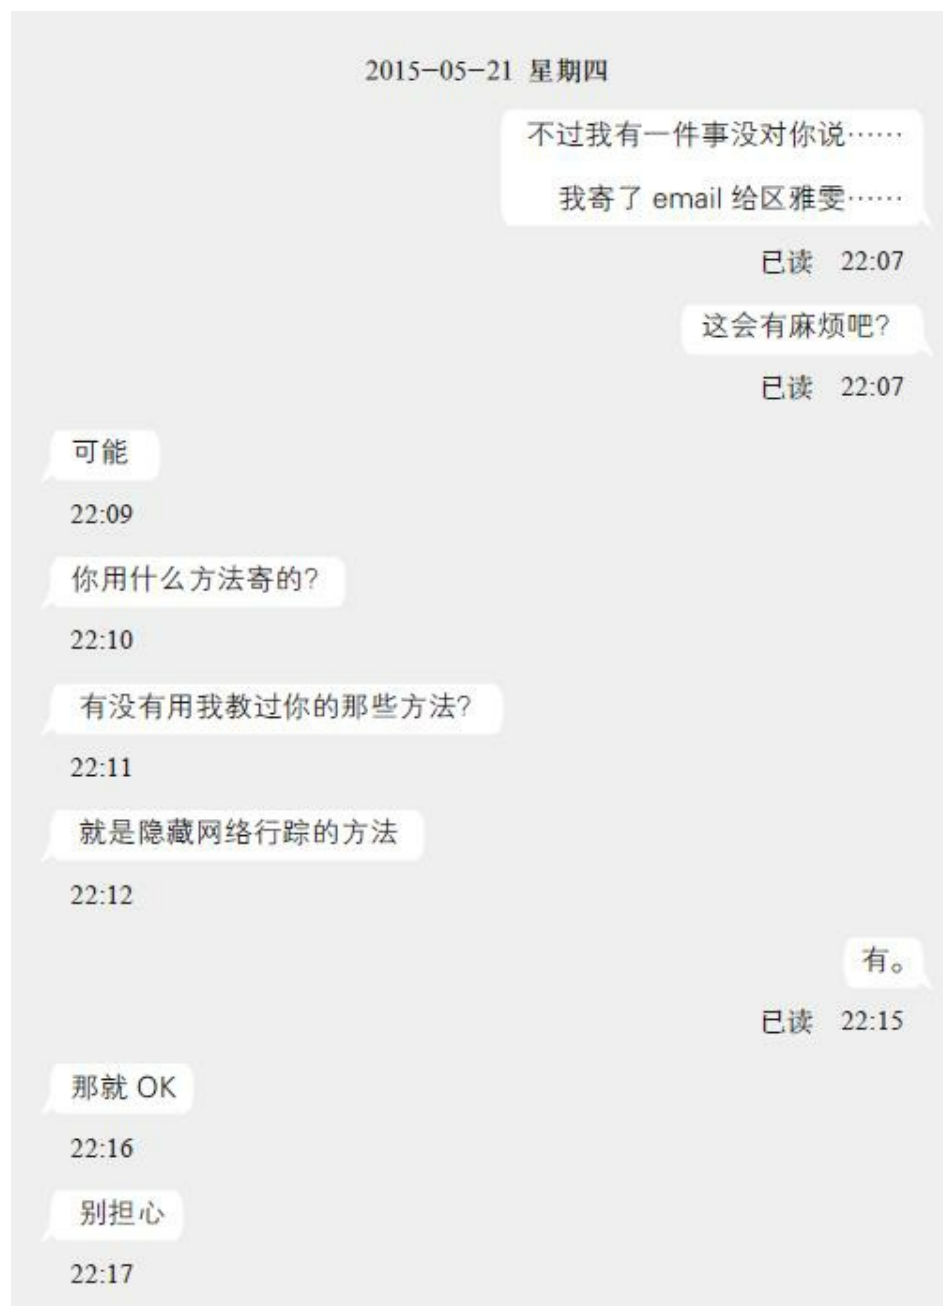 2015-05-21 星期四
不过我有一件事没对你说……
我寄了 email 给区雅雯……
已读 22:07
这会有麻烦吧？
已读 22:07
可能
22:09
你用什么方法寄的？
22:10
有没有用我教过你的那些方法？
22:11
就是隐藏网络行踪的方法
22:12
有。
已读 22:15
那就 OK
22:16
别担心
22:17